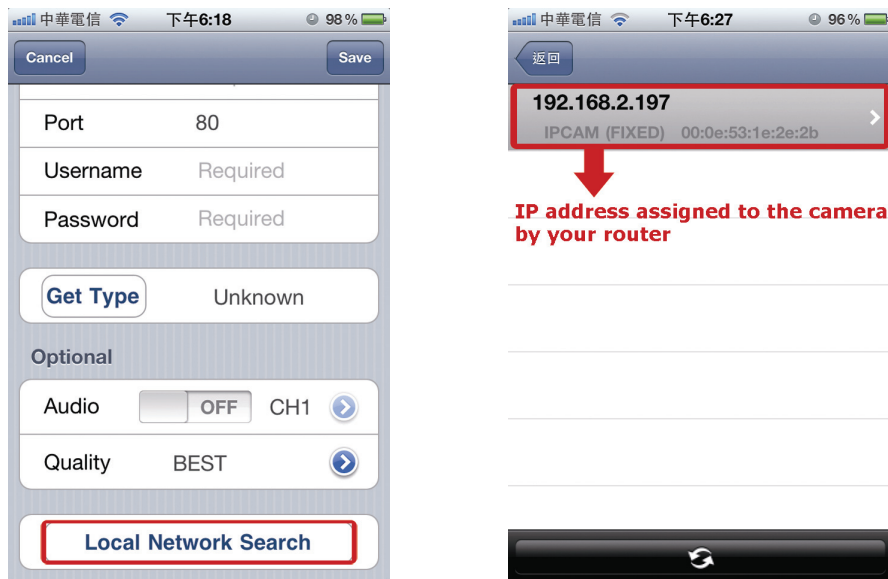 中華電信 下午6:18 98%
Cancel Save
Port 80
Username Required
Password Required
Get Type Unknown
Optional
Audio OFF CH1
Quality BEST
Local Network Search
中華電信 下午6:27 96%
返回
192.168.2.197
IPCAM (FIXED) 00:0e:53:1e:2e:2b
IP address assigned to the camera
by your router